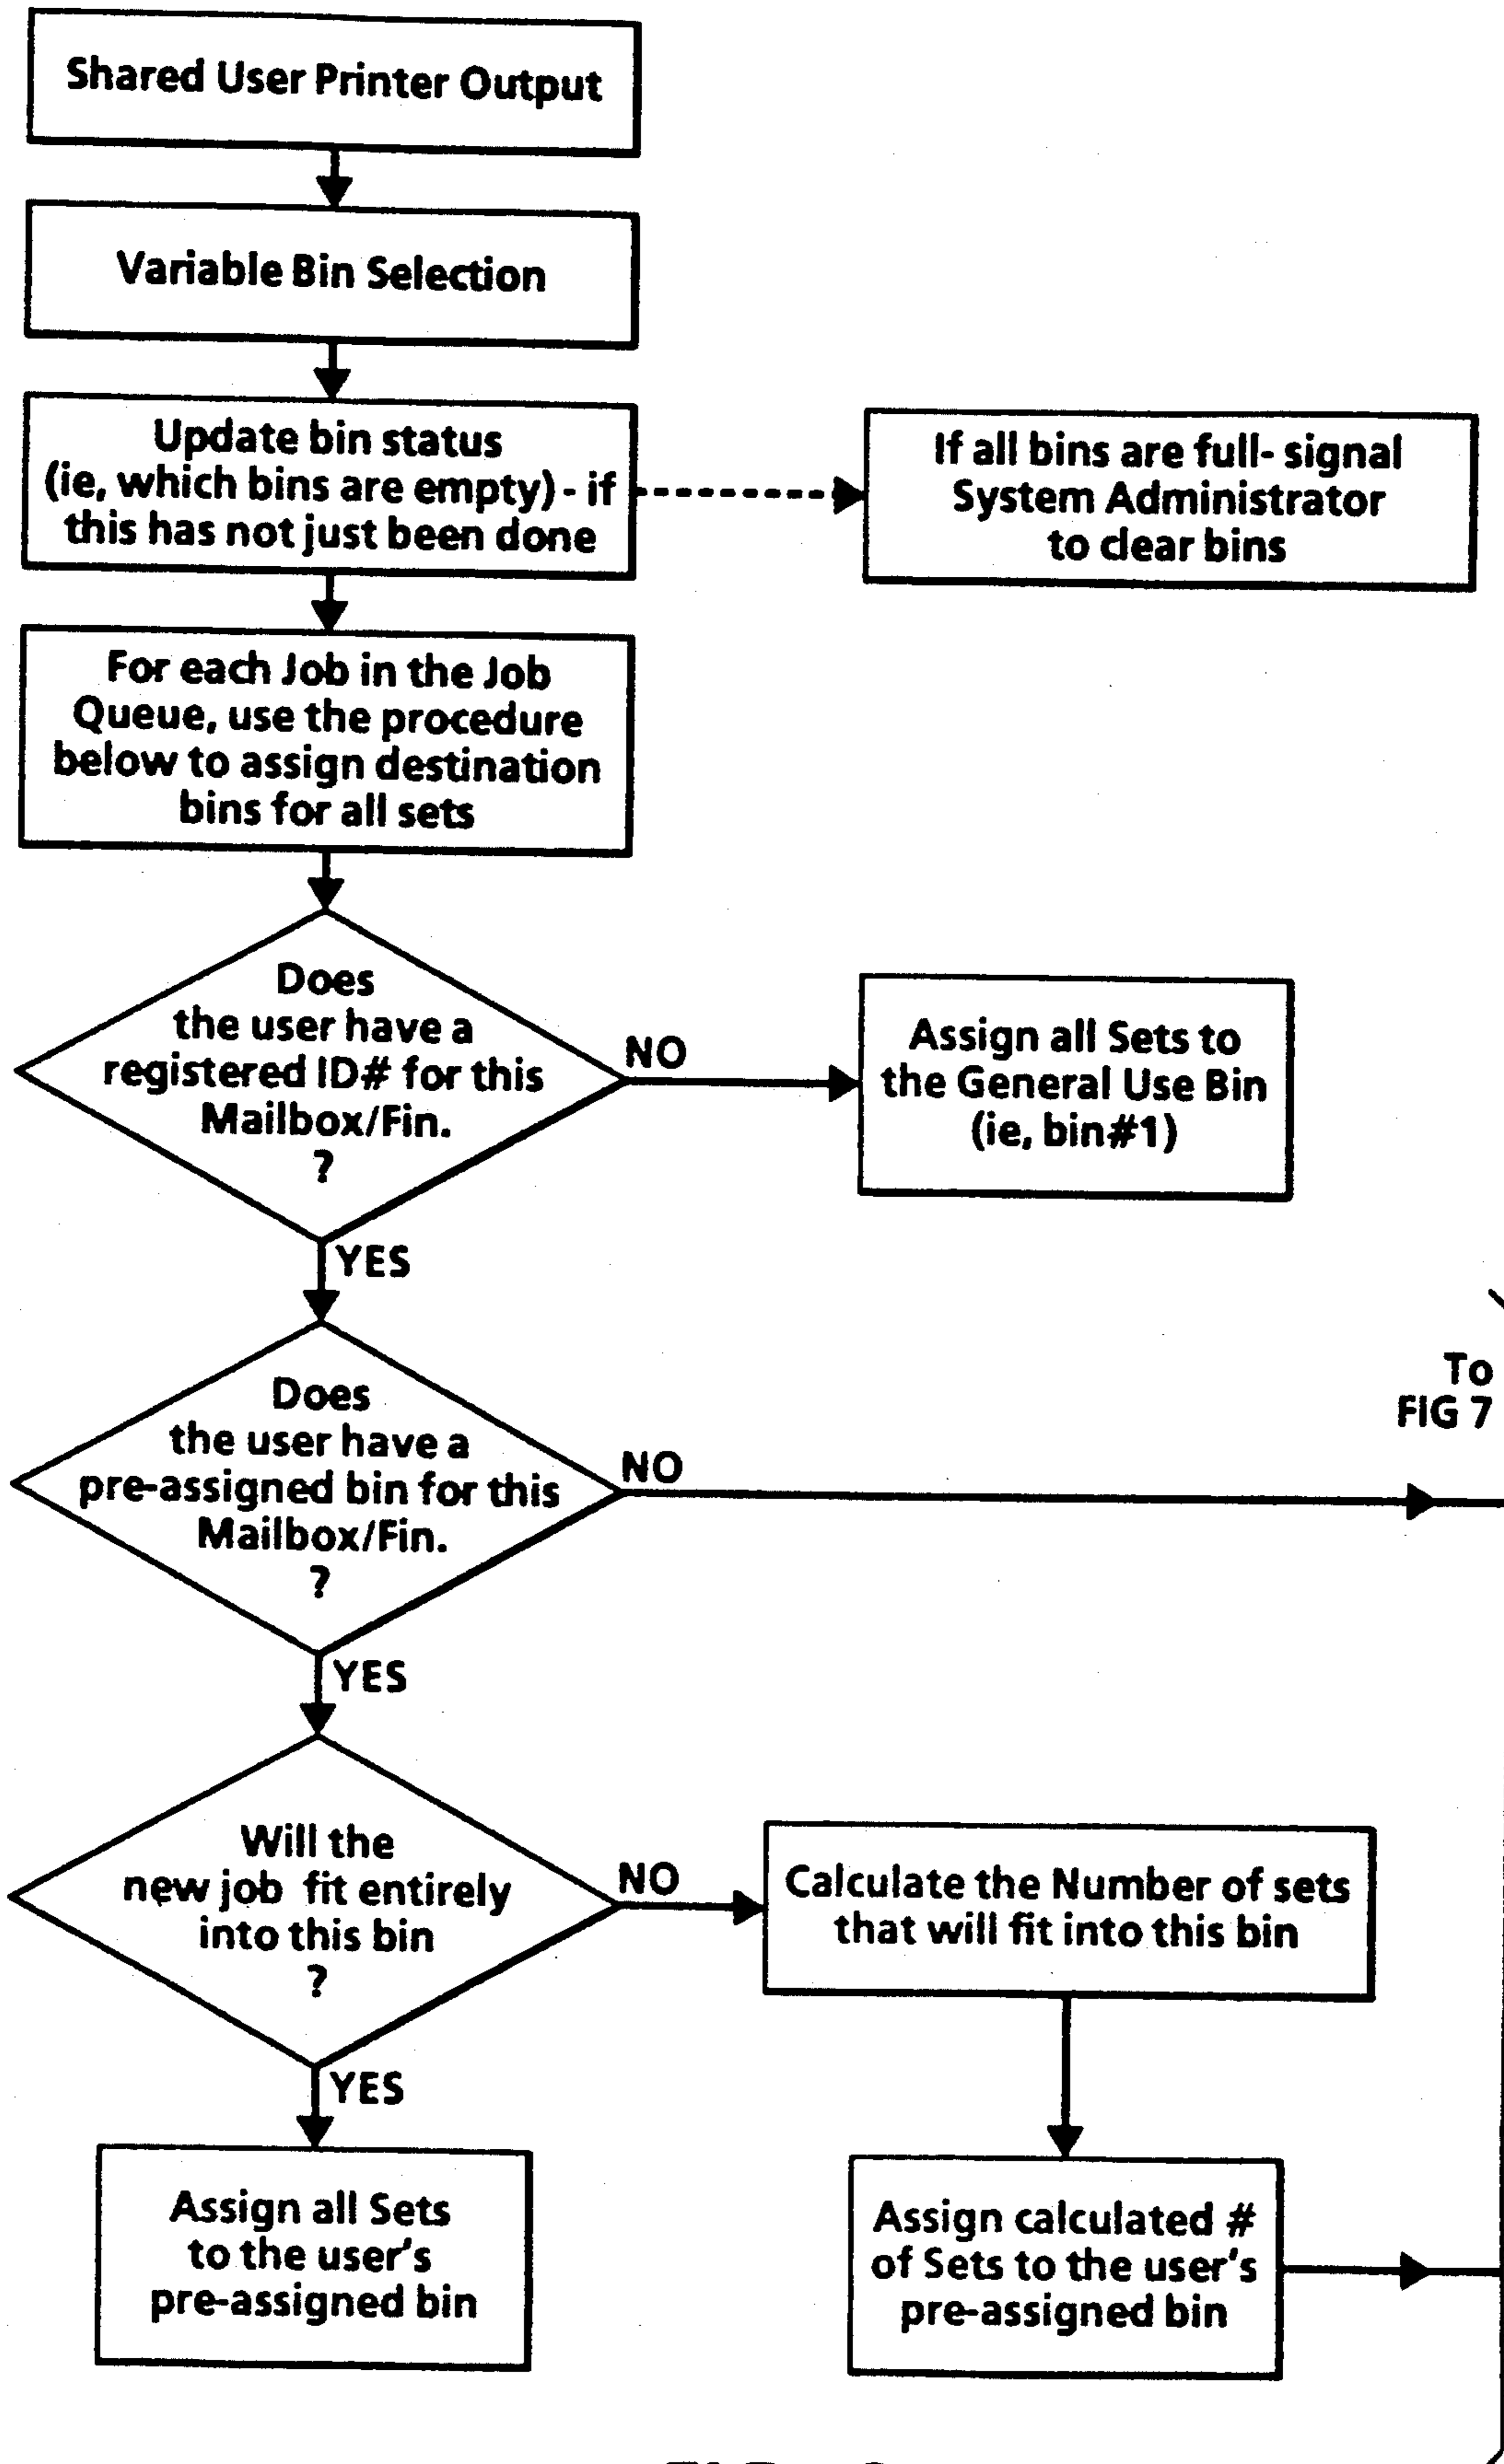 Shared User Printer Output
Variable Bin Selection
Update bin status
(ie, which bins are empty) - if
this has not just been done
If all bins are full- signal
System Administrator
to clear bins
For each Job in the Job
Queue, use the procedure
below to assign destination
bins for all sets
Does
the user have a
registered ID# for this
Mailbox/Fin.
?
NO
Assign all Sets to
the General Use Bin
(ie, bin#1)
YES
Does
the user have a
pre-assigned bin for this
Mailbox/Fin.
?
NO
To
FIG 7
YES
Will the
new job fit entirely
into this bin
?
NO
Calculate the Number of sets
that will fit into this bin
YES
Assign all Sets
to the user's
pre-assigned bin
Assign calculated #
of Sets to the user's
pre-assigned bin